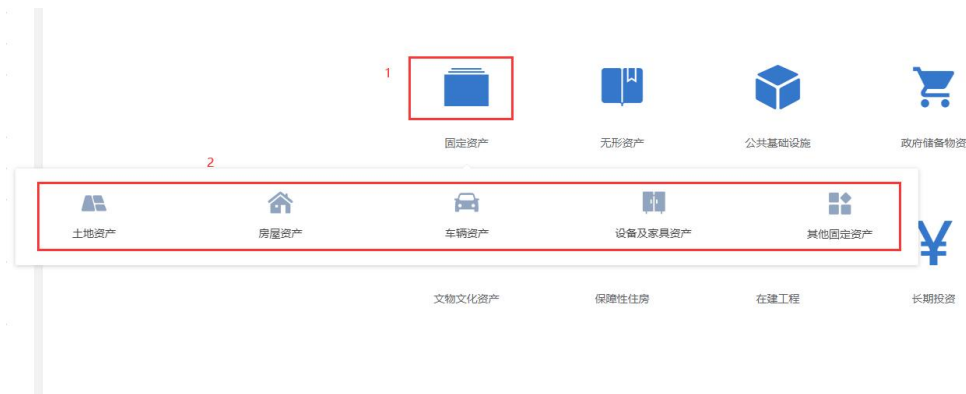 1
固定资产 无形资产 公共基础设施 政府储备物资
2
土地资产 房屋资产 车辆资产 设备及家具资产 其他固定资产
文物文化资产 保障性住房 在建工程 长期投资